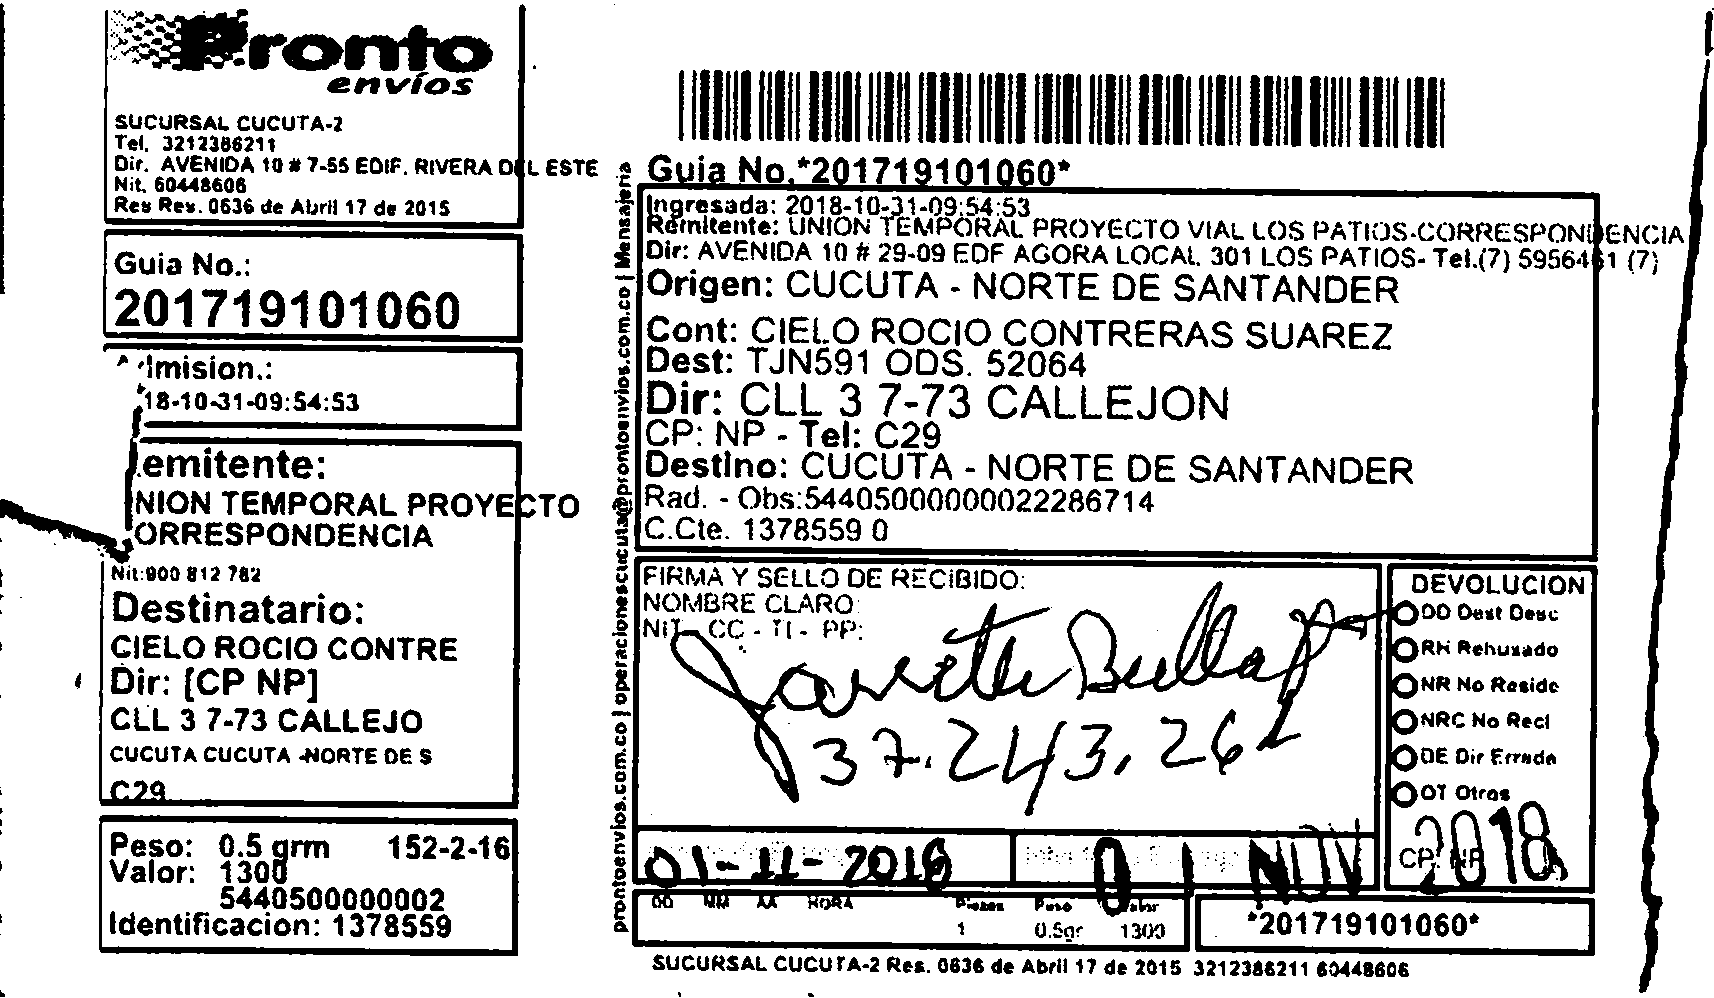 Pronto
envíos
SUCURSAL CUCUTA-2
Tel. 3212386211
Dir. AVENIDA 10 # 7-55 EDIF. RIVERA DEL ESTE
Nit. 60448606
Res Res. 0636 de Abril 17 de 2015
Guia No.:
201719101060
lmision.:
18-10-31-09:54:53
emitente:
NION TEMPORAL PROYECTO
ORRESPONDENCIA
Nit:900 812 782
Destinatario:
CIELO ROCIO CONTRE
Dir: [CP NP]
CLL 3 7-73 CALLEJO
CUCUTA CUCUTA -NORTE DE S
C29
Peso: 0.5 grm 152-2-16
Valor: 1300
5440500000002
Identificacion: 1378559
prontoenvios.com.co | operacionescucuta@prontoenvios.com.co | Mensajeria
Guia No.*201719101060*
Ingresada: 2018-10-31-09:54:53
Remitente: UNION TEMPORAL PROYECTO VIAL LOS PATIOS-CORRESPONDENCIA
Dir: AVENIDA 10 # 29-09 EDF AGORA LOCAL 301 LOS PATIOS- Tel.(7) 5956461 (7)
Origen: CUCUTA - NORTE DE SANTANDER
Cont: CIELO ROCIO CONTRERAS SUAREZ
Dest: TJN591 ODS. 52064
Dir: CLL 3 7-73 CALLEJON
CP: NP - Tel: C29
Destino: CUCUTA - NORTE DE SANTANDER
Rad. - Obs:54405000000022286714
C.Cte. 1378559 0
FIRMA Y SELLO DE RECIBIDO:
NOMBRE CLARO:
NIT - CC - TI - PP:
37.243.26
01-11-2018
01 NOV 2018
DD MM AA HORA
Piezas Peso Valor
1 0.5gr 1300
DEVOLUCION
DD Dest Desc
RH Rehusado
NR No Reside
NRC No Recl
DE Dir Errada
OT Otros
CP: NP
*201719101060*
SUCURSAL CUCUTA-2 Res. 0636 de Abril 17 de 2015 3212386211 60448606